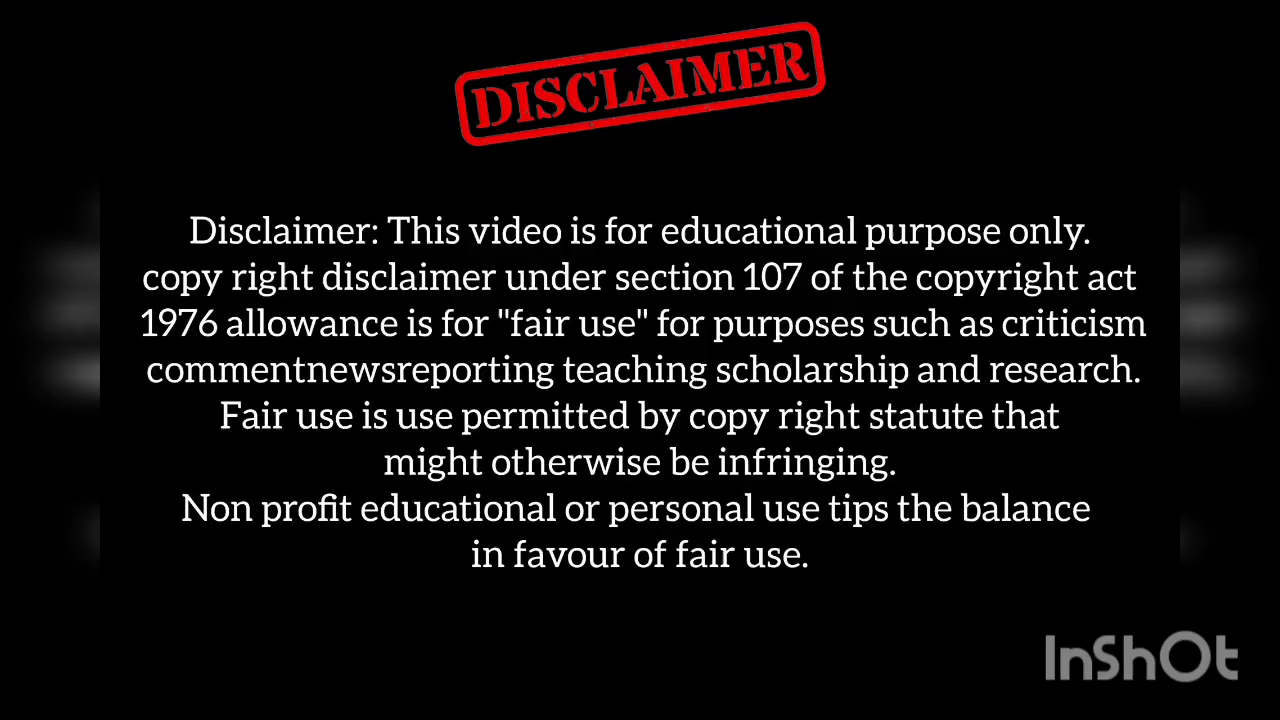 DISCLAIMER
Disclaimer: This video is for educational purpose only.
copy right disclaimer under section 107 of the copyright act
1976 allowance is for "fair use" for purposes such as criticism
commentnewsreporting teaching scholarship and research.
Fair use is use permitted by copy right statute that
might otherwise be infringing.
Non profit educational or personal use tips the balance
in favour of fair use.
InShOt